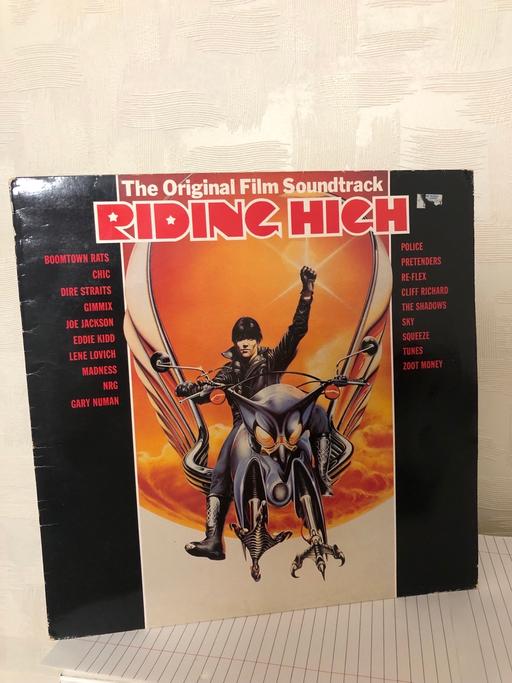 The Original Film Soundtrack
RIDING HIGH
BOOMTOWN RATS
CHIC
DIRE STRAITS
GIMMIX
JOE JACKSON
EDDIE KIDD
LENE LOVICH
MADNESS
NRG
GARY NUMAN
POLICE
PRETENDERS
RE-FLEX
CLIFF RICHARD
THE SHADOWS
SKY
SQUEEZE
TUNES
ZOOT MONEY